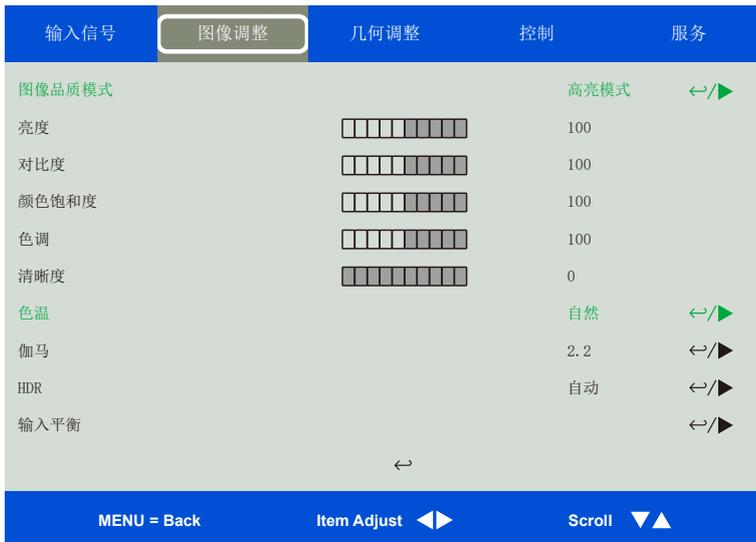 输入信号 图像调整 几何调整 控制 服务
图像品质模式 高亮模式 ↩/▶
亮度 100
对比度 100
颜色饱和度 100
色调 100
清晰度 0
色温 自然 ↩/▶
伽马 2.2 ↩/▶
HDR 自动 ↩/▶
输入平衡 ↩/▶
↩
MENU = Back Item Adjust ◀▶ Scroll ▼▲